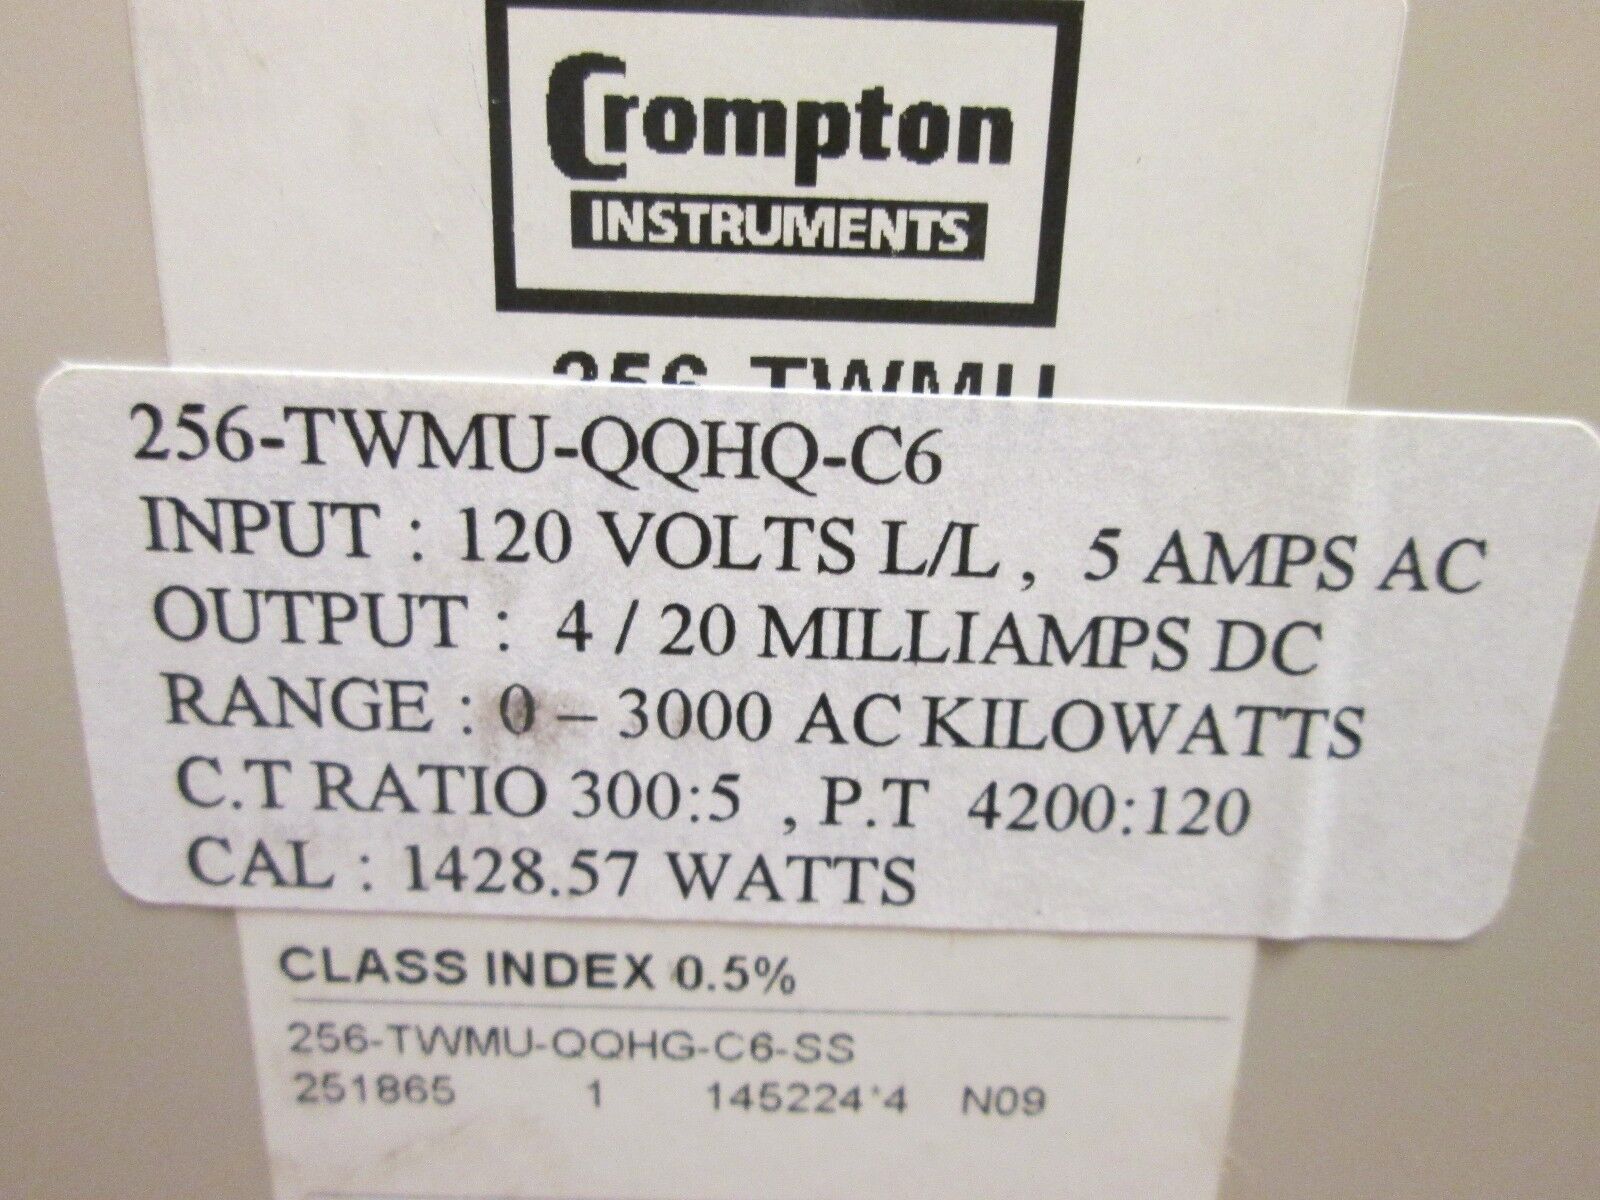 Crompton
INSTRUMENTS
256-TWMU
256-TWMU-QQHQ-C6
INPUT : 120 VOLTS L/L , 5 AMPS AC
OUTPUT : 4 / 20 MILLIAMPS DC
RANGE : 0 – 3000 AC KILOWATTS
C.T RATIO 300:5 , P.T 4200:120
CAL : 1428.57 WATTS
CLASS INDEX 0.5%
256-TWMU-QQHG-C6-SS
251865 1 145224*4 N09